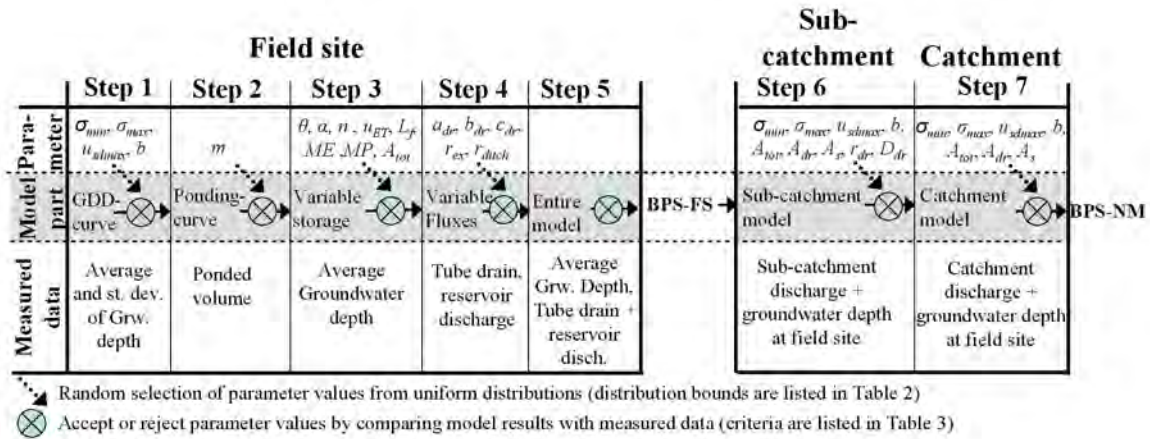 Field site
Sub-
catchment
Catchment
Step 1
Step 2
Step 3
Step 4
Step 5
Step 6
Step 7
Para-
meter
σmin, σmax,
usdmax, b
m
θ, α, n, uET, Lf,
ME, MP, Atot
adr, bdr, cdr,
rex, rditch
σmin, σmax, usdmax, b,
Atot, Adr, As, rdr, Ddr
σmin, σmax, usdmax, b,
Atot, Adr, As
Model
part
GDD-
curve
Ponding-
curve
Variable
storage
Variable
Fluxes
Entire
model
BPS-FS
Sub-catchment
model
Catchment
model
BPS-NM
Measured
data
Average
and st. dev.
of Grw.
depth
Ponded
volume
Average
Groundwater
depth
Tube drain,
reservoir
discharge
Average
Grw. Depth,
Tube drain +
reservoir
disch.
Sub-catchment
discharge +
groundwater depth
at field site
Catchment
discharge +
groundwater depth
at field site
Random selection of parameter values from uniform distributions (distribution bounds are listed in Table 2)
Accept or reject parameter values by comparing model results with measured data (criteria are listed in Table 3)